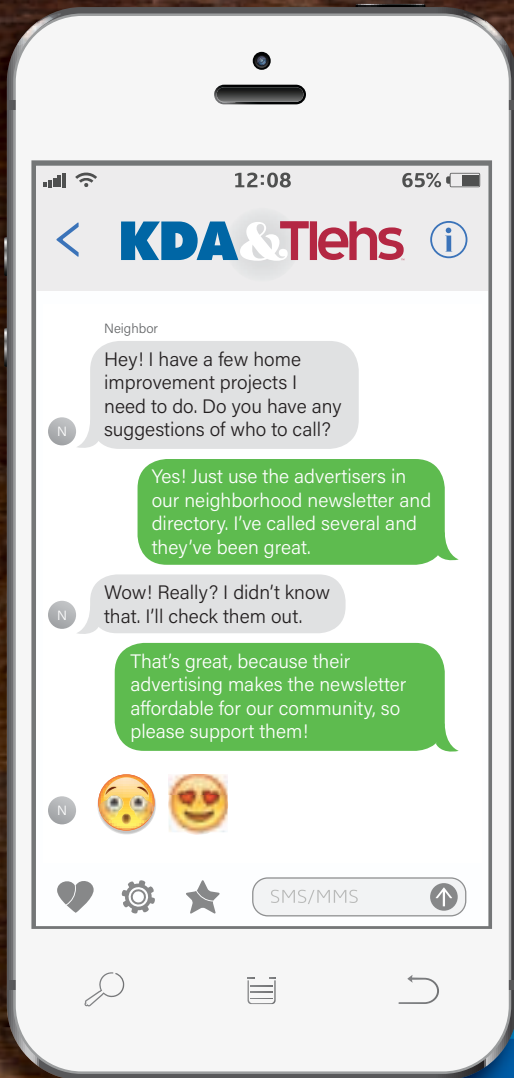 12:08
65%
KDA&Tlehs
i
Neighbor
Hey! I have a few home
improvement projects I
need to do. Do you have any
suggestions of who to call?
N
Yes! Just use the advertisers in
our neighborhood newsletter and
directory. I've called several and
they've been great.
Wow! Really? I didn't know
that. I'll check them out.
N
That's great, because their
advertising makes the newsletter
affordable for our community, so
please support them!
N
SMS/MMS